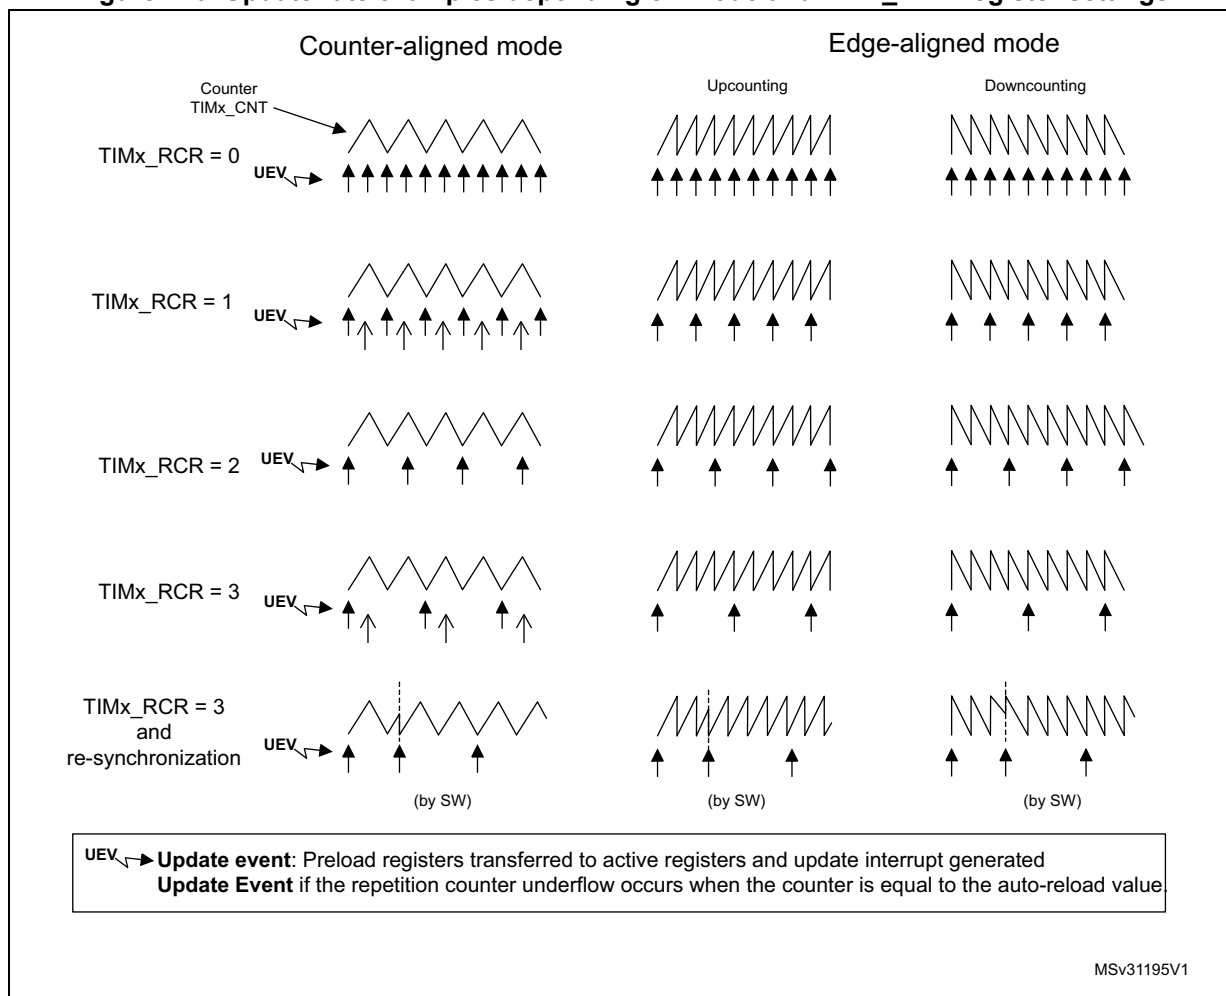 Counter-aligned mode
Edge-aligned mode
Counter
TIMx_CNT
Upcounting
Downcounting
TIMx_RCR = 0
UEV
TIMx_RCR = 1
UEV
TIMx_RCR = 2
UEV
TIMx_RCR = 3
UEV
TIMx_RCR = 3
and
re-synchronization
UEV
(by SW)
(by SW)
(by SW)
UEV Update event: Preload registers transferred to active registers and update interrupt generated
Update Event if the repetition counter underflow occurs when the counter is equal to the auto-reload value.
MSv31195V1